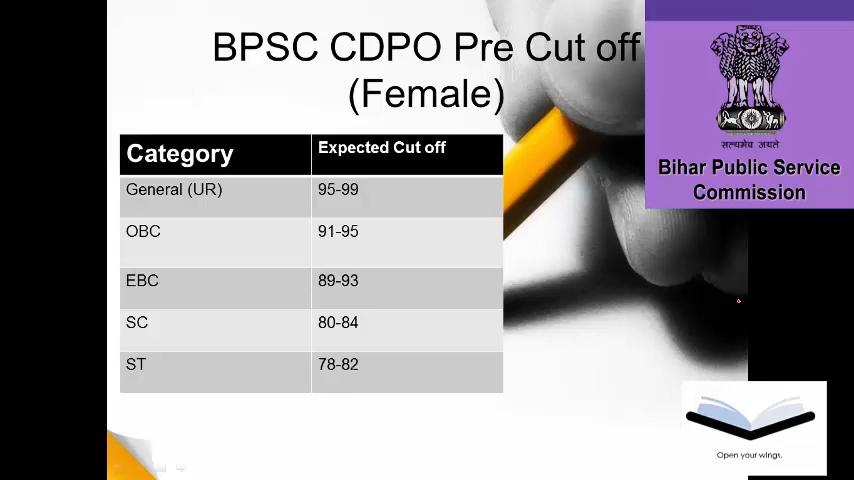 BPSC CDPO Pre Cut off
(Female)
Category Expected Cut off
General (UR) 95-99
OBC 91-95
EBC 89-93
SC 80-84
ST 78-82
सत्यमेव जयते
Bihar Public Service
Commission
Open your wings.